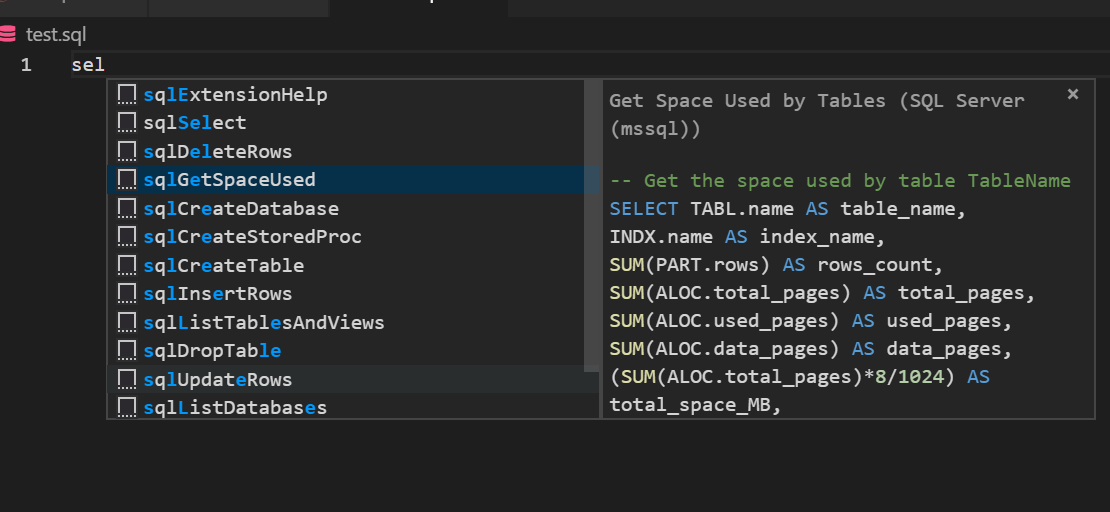 test.sql
1 sel
sqlExtensionHelp
sqlSelect
sqlDeleteRows
sqlGetSpaceUsed
sqlCreateDatabase
sqlCreateStoredProc
sqlCreateTable
sqlInsertRows
sqlListTablesAndViews
sqlDropTable
sqlUpdateRows
sqlListDatabases
Get Space Used by Tables (SQL Server
(mssql))
-- Get the space used by table TableName
SELECT TABL.name AS table_name,
INDX.name AS index_name,
SUM(PART.rows) AS rows_count,
SUM(ALOC.total_pages) AS total_pages,
SUM(ALOC.used_pages) AS used_pages,
SUM(ALOC.data_pages) AS data_pages,
(SUM(ALOC.total_pages)*8/1024) AS
total_space_MB,